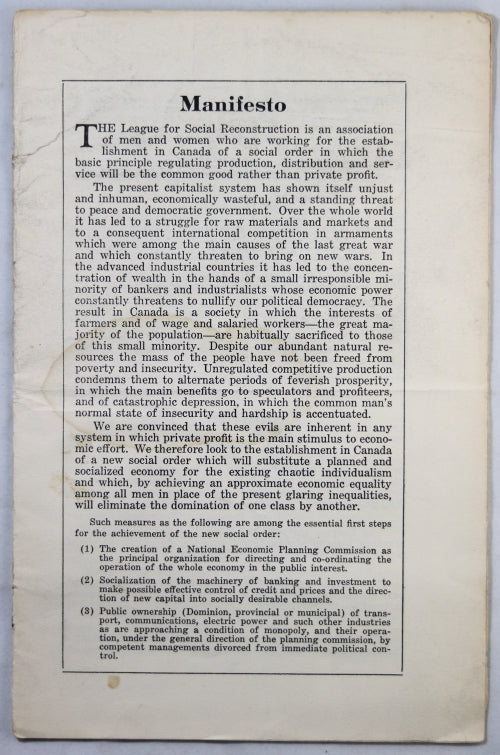 Manifesto
THE League for Social Reconstruction is an association
of men and women who are working for the estab-
lishment in Canada of a social order in which the
basic principle regulating production, distribution and ser-
vice will be the common good rather than private profit.
The present capitalist system has shown itself unjust
and inhuman, economically wasteful, and a standing threat
to peace and democratic government. Over the whole world
it has led to a struggle for raw materials and markets and
to a consequent international competition in armaments
which were among the main causes of the last great war
and which constantly threaten to bring on new wars. In
the advanced industrial countries it has led to the concen-
tration of wealth in the hands of a small irresponsible mi-
nority of bankers and industrialists whose economic power
constantly threatens to nullify our political democracy. The
result in Canada is a society in which the interests of
farmers and of wage and salaried workers—the great ma-
jority of the population—are habitually sacrificed to those
of this small minority. Despite our abundant natural re-
sources the mass of the people have not been freed from
poverty and insecurity. Unregulated competitive production
condemns them to alternate periods of feverish prosperity,
in which the main benefits go to speculators and profiteers,
and of catastrophic depression, in which the common man's
normal state of insecurity and hardship is accentuated.
We are convinced that these evils are inherent in any
system in which private profit is the main stimulus to econo-
mic effort. We therefore look to the establishment in Canada
of a new social order which will substitute a planned and
socialized economy for the existing chaotic individualism
and which, by achieving an approximate economic equality
among all men in place of the present glaring inequalities,
will eliminate the domination of one class by another.
Such measures as the following are among the essential first steps
for the achievement of the new social order:
(1) The creation of a National Economic Planning Commission as
the principal organization for directing and co-ordinating the
operation of the whole economy in the public interest.
(2) Socialization of the machinery of banking and investment to
make possible effective control of credit and prices and the direc-
tion of new capital into socially desirable channels.
(3) Public ownership (Dominion, provincial or municipal) of trans-
port, communications, electric power and such other industries
as are approaching a condition of monopoly, and their opera-
tion, under the general direction of the planning commission, by
competent managements divorced from immediate political con-
trol.